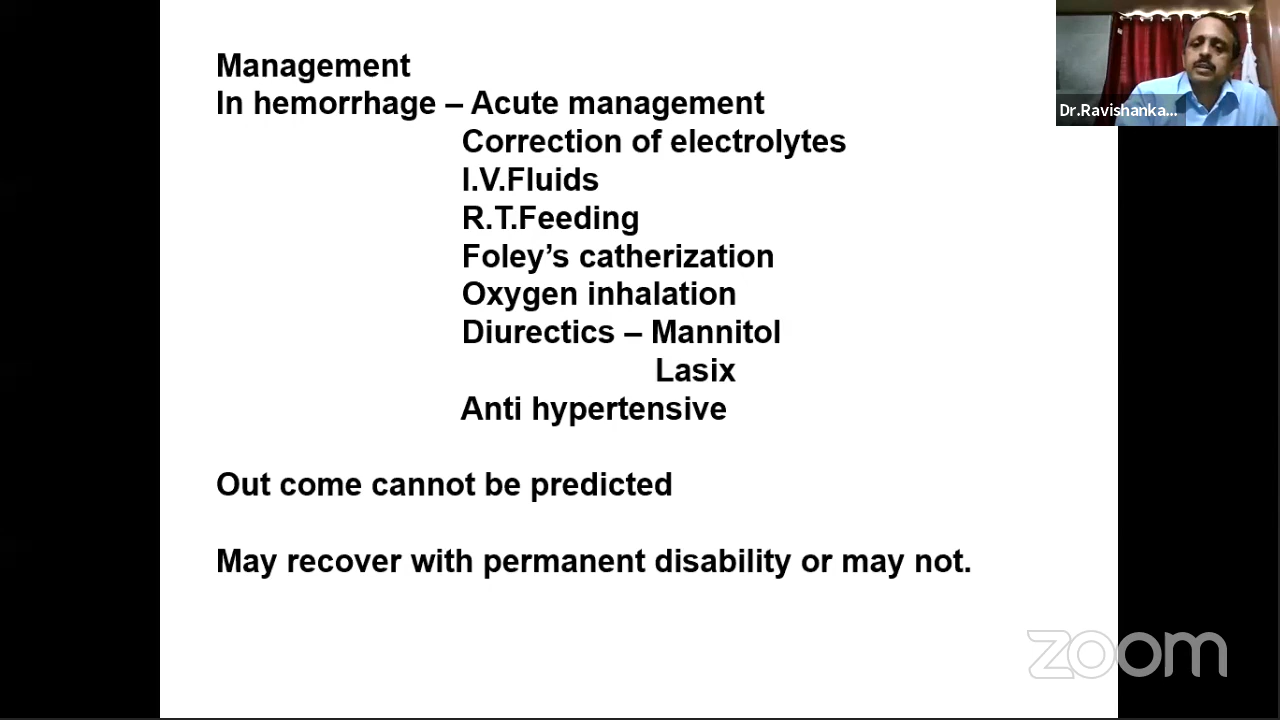 Management
In hemorrhage – Acute management
Correction of electrolytes
I.V.Fluids
R.T.Feeding
Foley’s catherization
Oxygen inhalation
Diurectics – Mannitol
Lasix
Anti hypertensive
Out come cannot be predicted
May recover with permanent disability or may not.
Dr.Ravishanka...
zoom